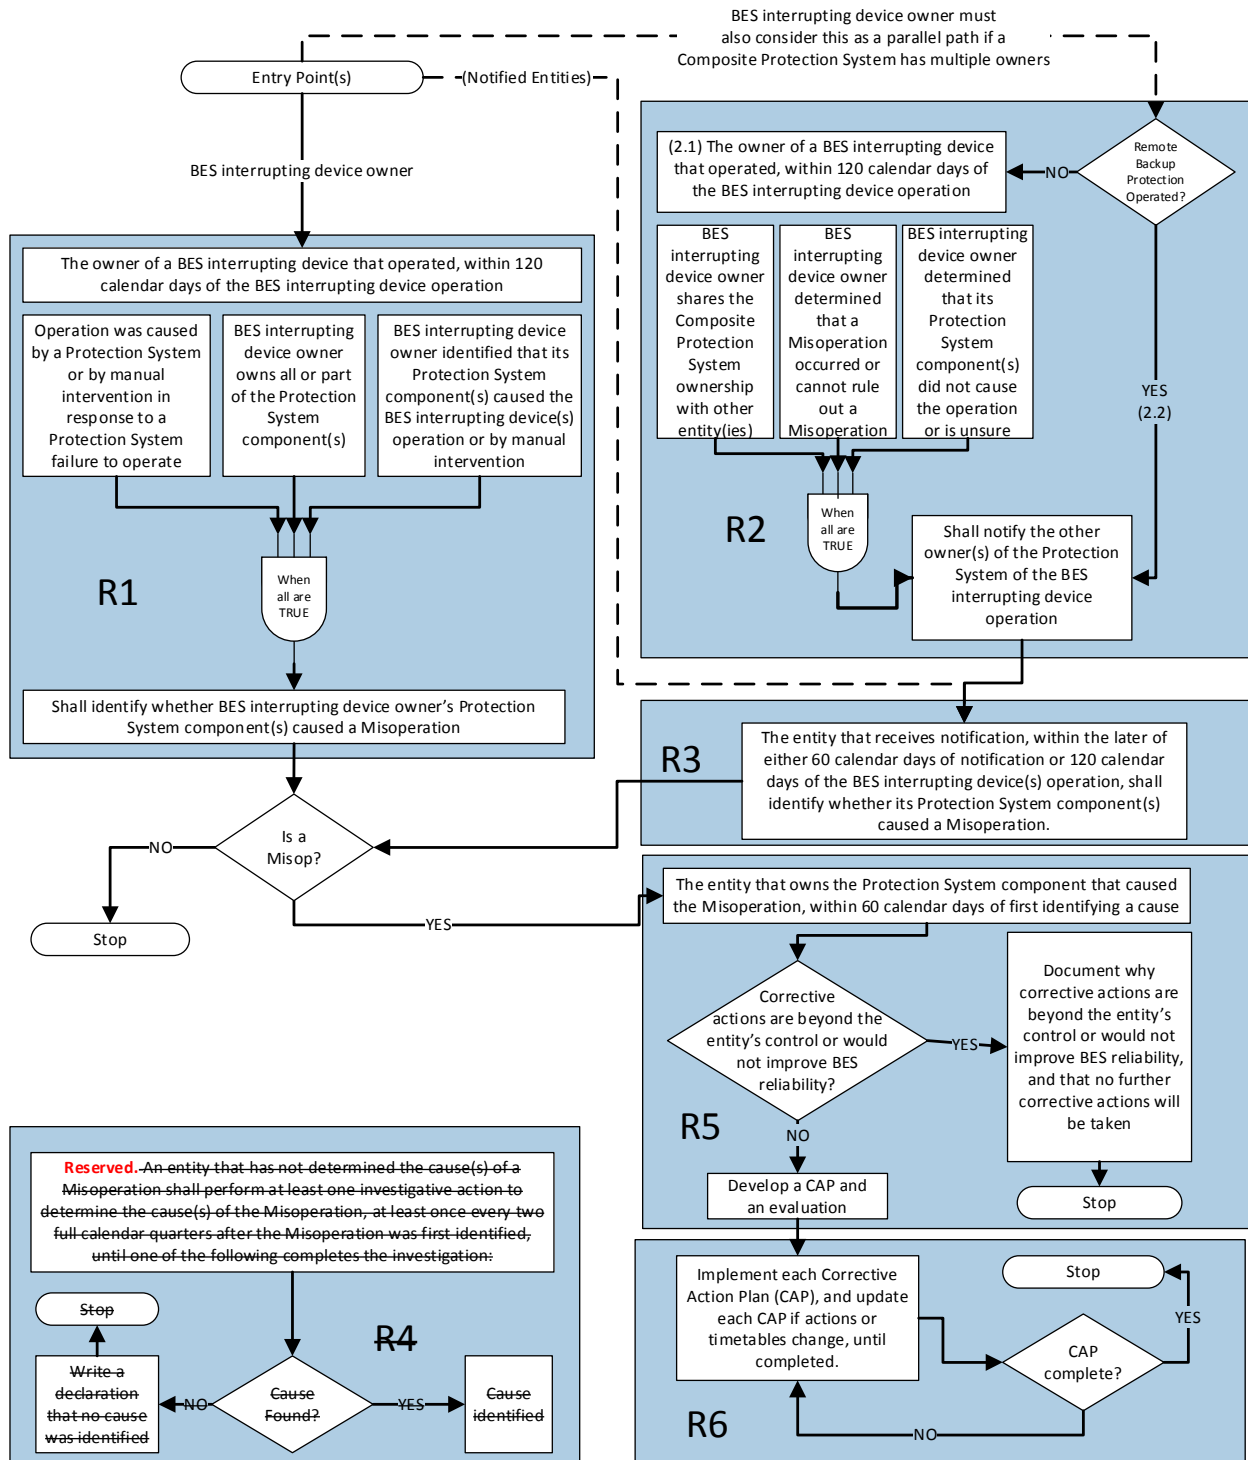 BES interrupting device owner must
also consider this as a parallel path if a
Composite Protection System has multiple owners
Entry Point(s)
(Notified Entities)
BES interrupting device owner
The owner of a BES interrupting device that operated, within 120
calendar days of the BES interrupting device operation
Operation was caused
by a Protection System
or by manual
intervention in
response to a
Protection System
failure to operate
BES interrupting
device owner
owns all or part
of the Protection
System
component(s)
BES interrupting device
owner identified that its
Protection System
component(s) caused the
BES interrupting device(s)
operation or by manual
intervention
R1
When
all are
TRUE
Shall identify whether BES interrupting device owner's Protection
System component(s) caused a Misoperation
Remote
Backup
Protection
Operated?
NO
(2.1) The owner of a BES interrupting device
that operated, within 120 calendar days of
the BES interrupting device operation
BES
interrupting
device owner
shares the
Composite
Protection
System
ownership
with other
entity(ies)
BES
interrupting
device owner
determined
that a
Misoperation
occurred or
cannot rule
out a
Misoperation
BES interrupting
device owner
determined
that its
Protection
System
component(s)
did not cause
the operation
or is unsure
YES
(2.2)
R2
When
all are
TRUE
Shall notify the other
owner(s) of the Protection
System of the BES
interrupting device
operation
R3
The entity that receives notification, within the later of
either 60 calendar days of notification or 120 calendar
days of the BES interrupting device(s) operation, shall
identify whether its Protection System component(s)
caused a Misoperation.
Is a
Misop?
NO
Stop
YES
The entity that owns the Protection System component that caused
the Misoperation, within 60 calendar days of first identifying a cause
Corrective
actions are beyond the
entity's control or would
not improve BES
reliability?
YES
Document why
corrective actions are
beyond the entity's
control or would not
improve BES reliability,
and that no further
corrective actions will
be taken
Stop
R5
NO
Develop a CAP and
an evaluation
Reserved. An entity that has not determined the cause(s) of a
Misoperation shall perform at least one investigative action to
determine the cause(s) of the Misoperation, at least once every two
full calendar quarters after the Misoperation was first identified,
until one of the following completes the investigation:
Stop
R4
Write a
declaration
that no cause
was identified
NO
Cause
Found?
YES
Cause
identified
Implement each Corrective
Action Plan (CAP), and update
each CAP if actions or
timetables change, until
completed.
Stop
YES
CAP
complete?
R6
NO